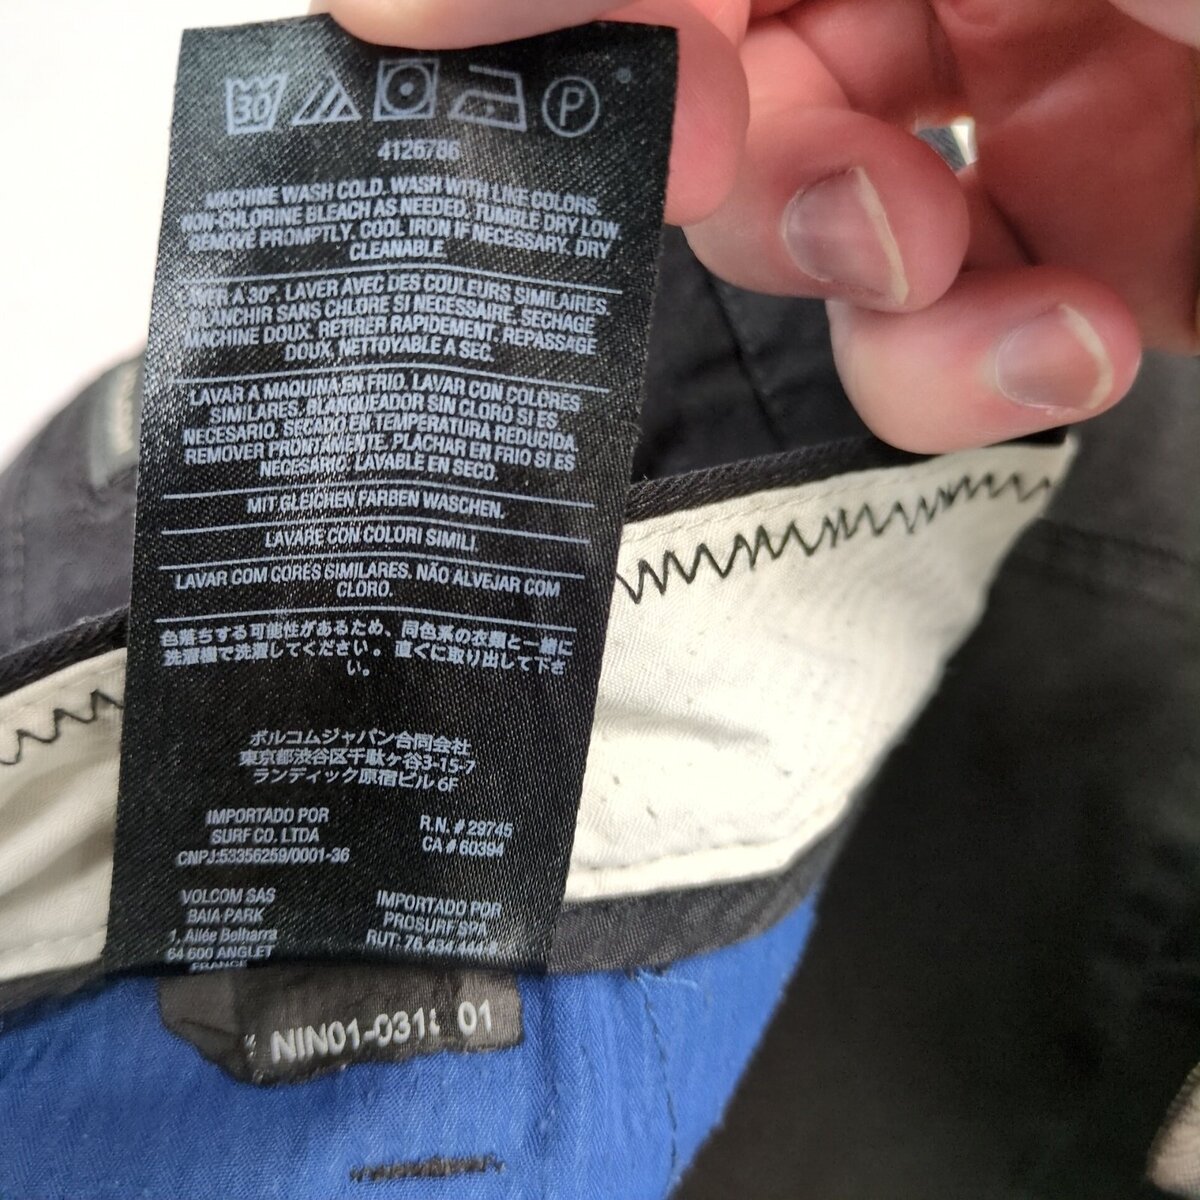 30 P
4126786
MACHINE WASH COLD. WASH WITH LIKE COLORS.
NON-CHLORINE BLEACH AS NEEDED. TUMBLE DRY LOW.
REMOVE PROMPTLY. COOL IRON IF NECESSARY. DRY
CLEANABLE.
LAVER A 30°. LAVER AVEC DES COULEURS SIMILAIRES.
BLANCHIR SANS CHLORE SI NECESSAIRE. SECHAGE
MACHINE DOUX. RETIRER RAPIDEMENT. REPASSAGE
DOUX. NETTOYABLE A SEC.
LAVAR A MAQUINA EN FRIO. LAVAR CON COLORES
SIMILARES. BLANQUEADOR SIN CLORO SI ES
NECESARIO. SECADO EN TEMPERATURA REDUCIDA
REMOVER PRONTAMENTE. PLACHAR EN FRIO SI ES
NECESARIO. LAVABLE EN SECO.
MIT GLEICHEN FARBEN WASCHEN.
LAVARE CON COLORI SIMILI.
LAVAR COM CORES SIMILARES. NÃO ALVEJAR COM
CLORO.
色落ちする可能性があるため、同色系の衣類と一緒に
洗濯機で洗濯してください。直ぐに取り出して下さ
い。
ボルコムジャパン合同会社
東京都渋谷区千駄ヶ谷3-15-7
ランディック原宿ビル 6F
IMPORTADO POR
SURF CO. LTDA
CNPJ:53356259/0001-36
R.N. # 29745
CA # 60394
VOLCOM SAS
BAIA PARK
1, Allée Belharra
64 600 ANGLET
FRANCE
IMPORTADO POR
PROSURF SPA
RUT: 76.434.444-8
01